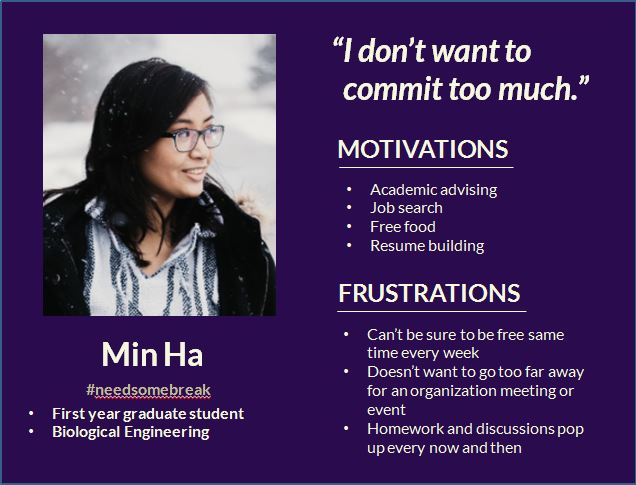 “I don’t want to
commit too much.”
MOTIVATIONS
• Academic advising
• Job search
• Free food
• Resume building
FRUSTRATIONS
• Can’t be sure to be free same
time every week
• Doesn’t want to go too far away
for an organization meeting or
event
• Homework and discussions pop
up every now and then
Min Ha
#needsomebreak
• First year graduate student
• Biological Engineering